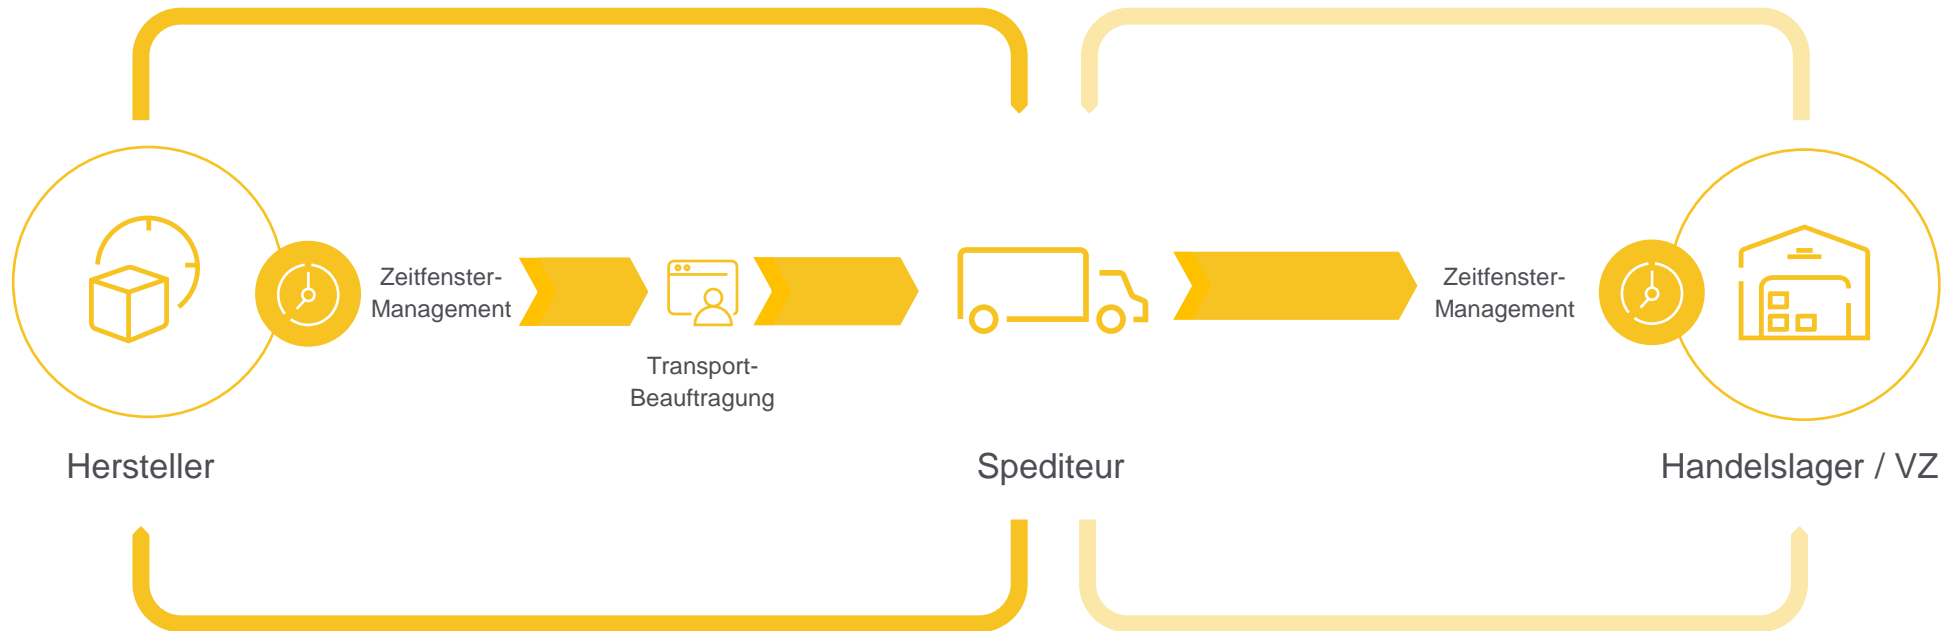 Zeitfenster-
Management
Transport-
Beauftragung
Zeitfenster-
Management
Hersteller
Spediteur
Handelslager / VZ